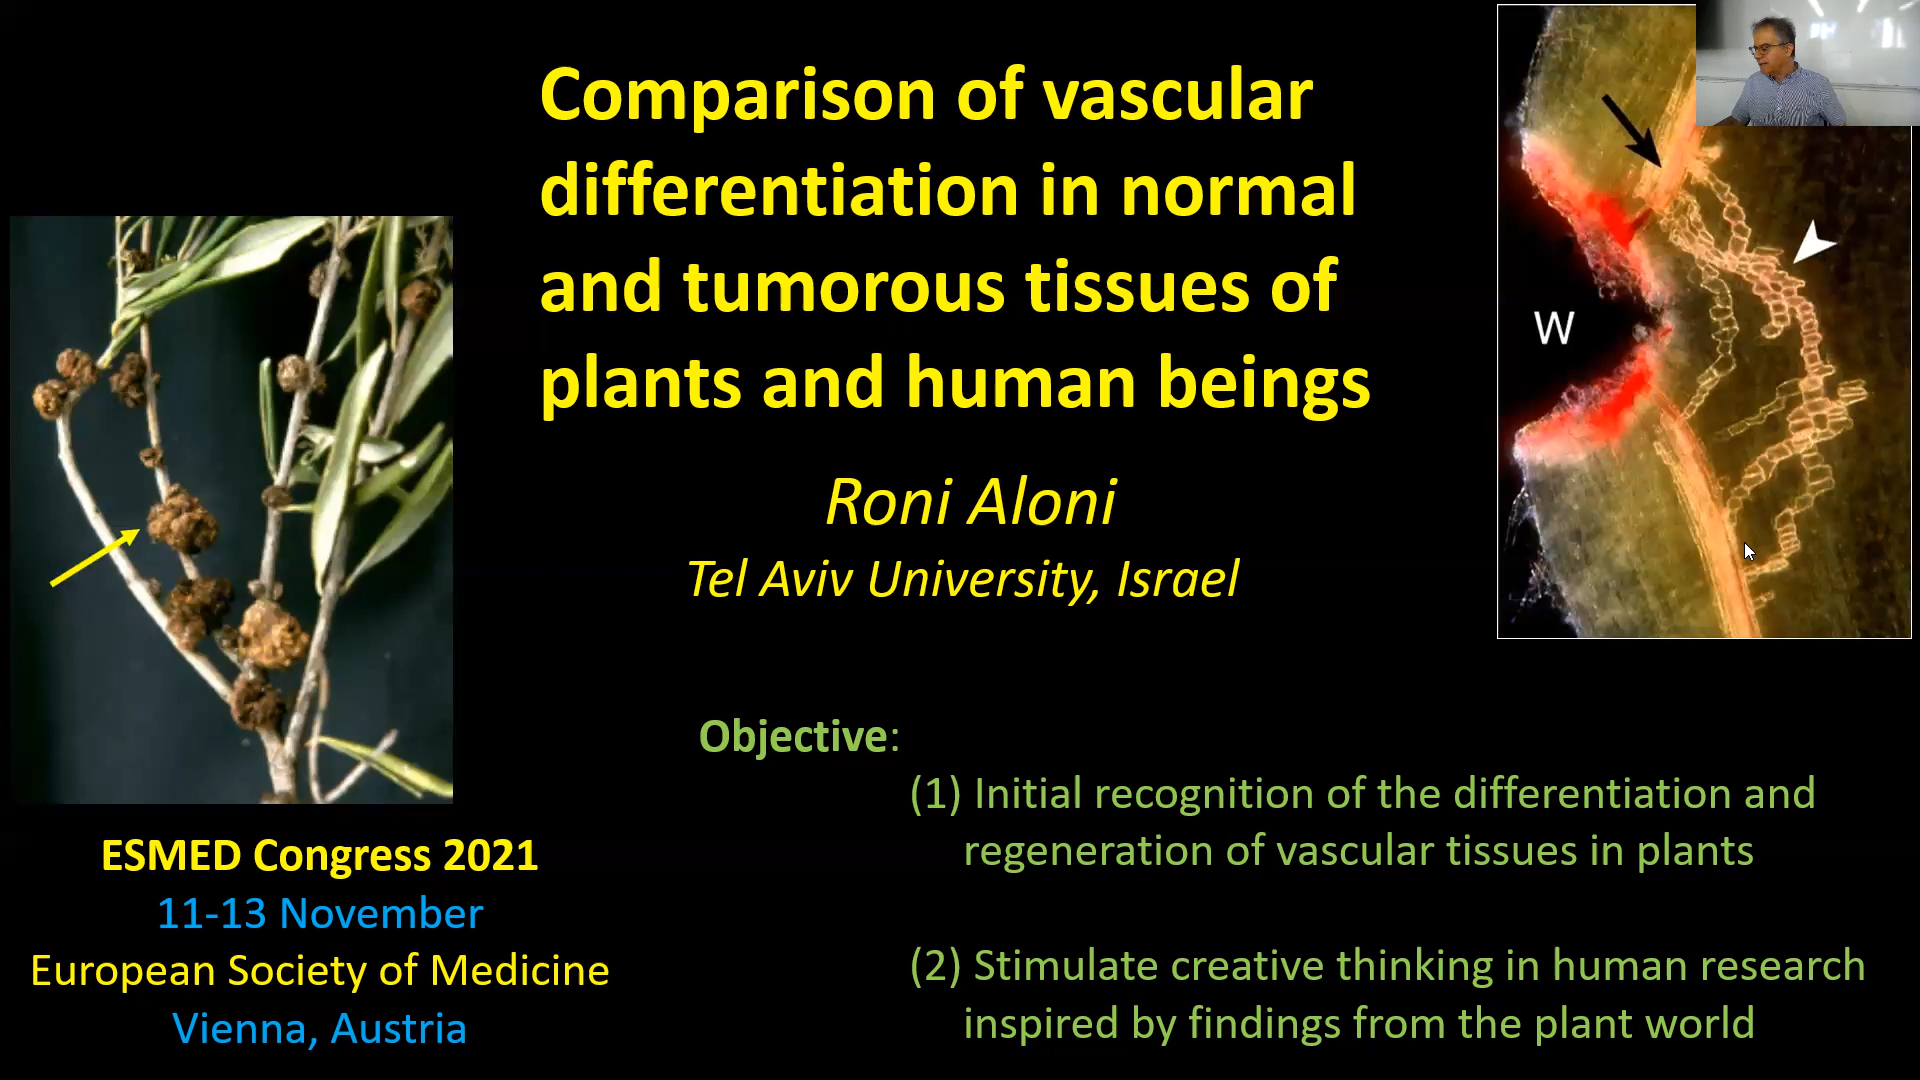 Comparison of vascular
differentiation in normal
and tumorous tissues of
plants and human beings
Roni Aloni
Tel Aviv University, Israel
W
Objective:
(1) Initial recognition of the differentiation and
regeneration of vascular tissues in plants
(2) Stimulate creative thinking in human research
inspired by findings from the plant world
ESMED Congress 2021
11-13 November
European Society of Medicine
Vienna, Austria